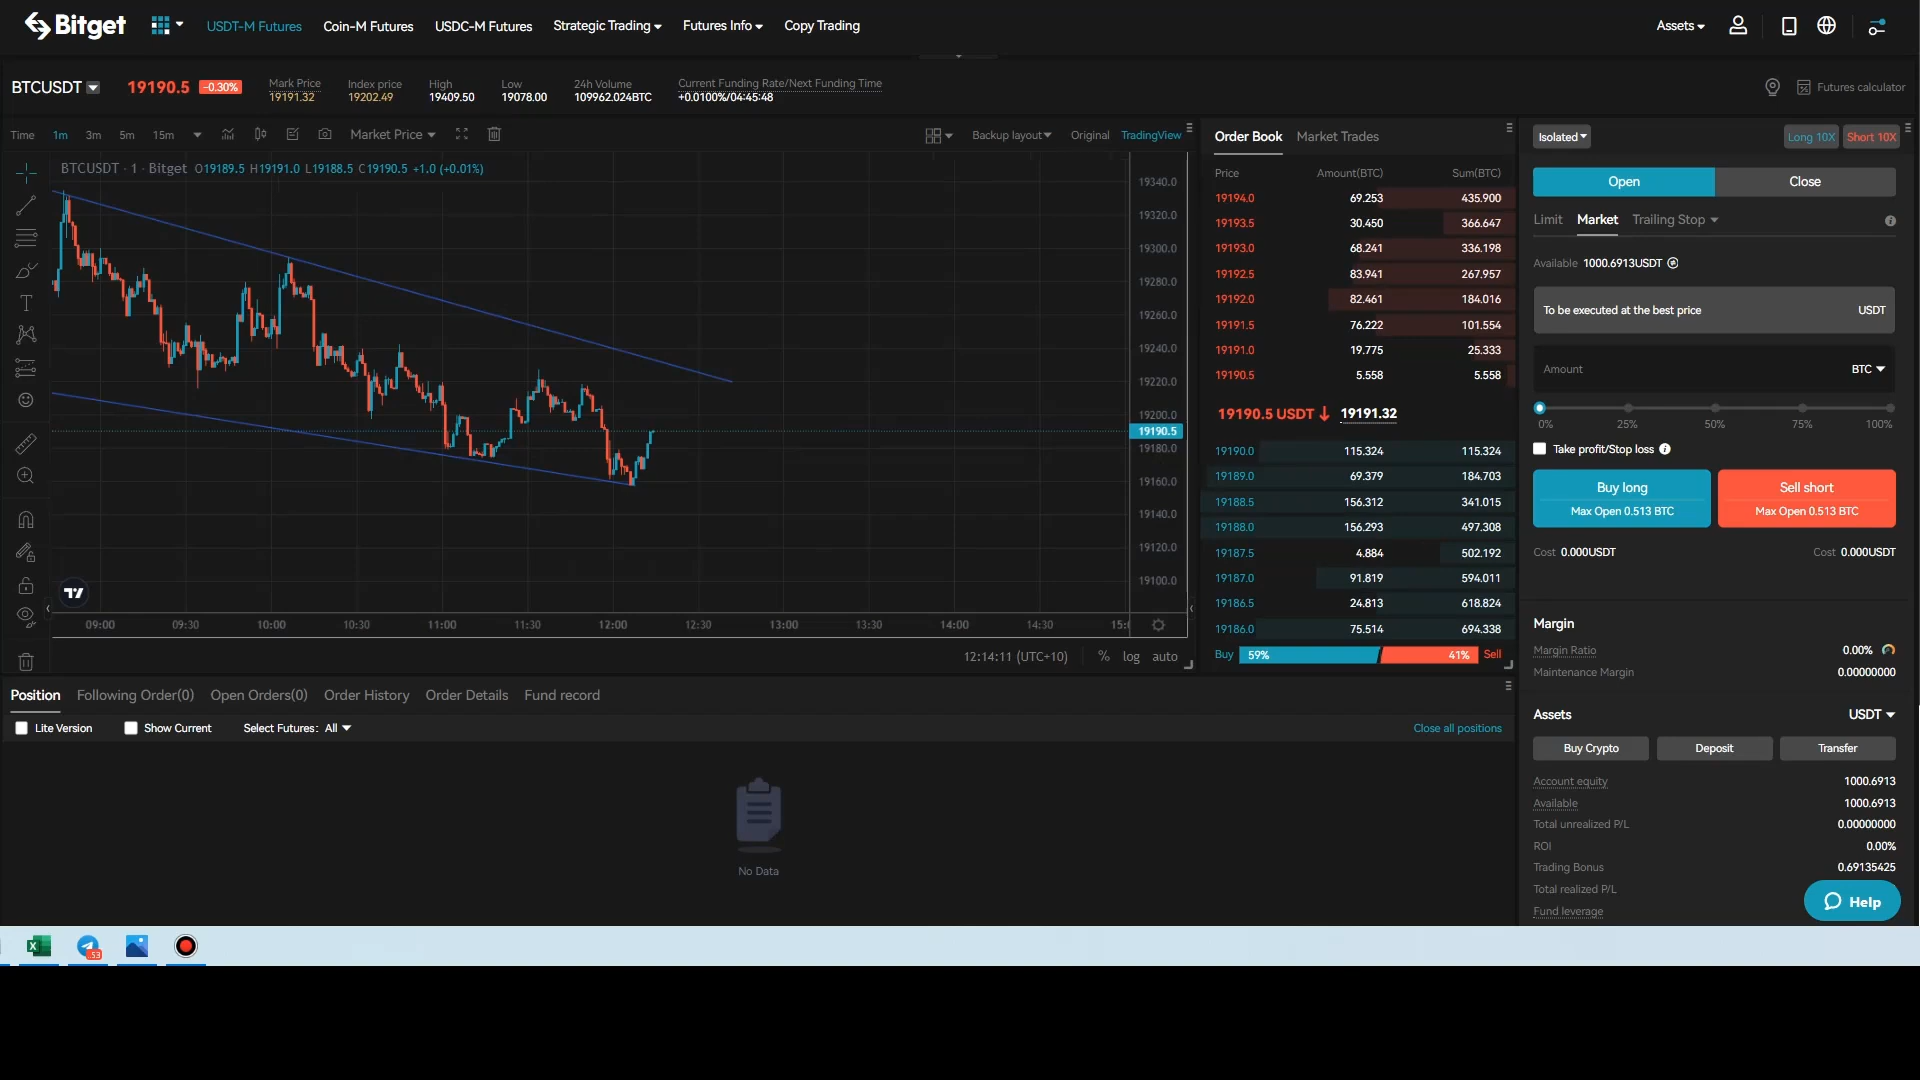 Bitget
USDT-M Futures
Coin-M Futures
USDC-M Futures
Strategic Trading
Futures Info
Copy Trading
Assets
BTCUSDT
19190.5
-0.30%
Mark Price
19191.32
Index price
19202.49
High
19409.50
Low
19078.00
24h Volume
109962.024BTC
Current Funding Rate/Next Funding Time
+0.0100%/04:45:48
Futures calculator
Time
1m
3m
5m
15m
Market Price
Backup layout
Original
TradingView
BTCUSDT · 1 · Bitget O19189.5 H19191.0 L19188.5 C19190.5 +1.0 (+0.01%)
19340.0
19320.0
19300.0
19280.0
19260.0
19240.0
19220.0
19200.0
19190.5
19180.0
19160.0
19140.0
19120.0
19100.0
09:00
09:30
10:00
10:30
11:00
11:30
12:00
12:30
13:00
13:30
14:00
14:30
12:14:11 (UTC+10)
%
log
auto
Order Book
Market Trades
Price Amount(BTC) Sum(BTC)
19194.0 69.253 435.900
19193.5 30.450 366.647
19193.0 68.241 336.198
19192.5 83.941 267.957
19192.0 82.461 184.016
19191.5 76.222 101.554
19191.0 19.775 25.333
19190.5 5.558 5.558
19190.5 USDT ↓ 19191.32
19190.0 115.324 115.324
19189.0 69.379 184.703
19188.5 156.312 341.015
19188.0 156.293 497.308
19187.5 4.884 502.192
19187.0 91.819 594.011
19186.5 24.813 618.824
19186.0 75.514 694.338
Buy 59% 41% Sell
Isolated
Long 10X
Short 10X
Open
Close
Limit
Market
Trailing Stop
Available 1000.6913USDT
To be executed at the best price USDT
Amount BTC
0%
25%
50%
75%
100%
Take profit/Stop loss
Buy long
Max Open 0.513 BTC
Sell short
Max Open 0.513 BTC
Cost 0.000USDT
Cost 0.000USDT
Margin
Margin Ratio 0.00%
Maintenance Margin 0.00000000
Assets USDT
Buy Crypto
Deposit
Transfer
Account equity 1000.6913
Available 1000.6913
Total unrealized P/L 0.00000000
ROI 0.00%
Trading Bonus 0.69135425
Total realized P/L
Fund leverage
Help
Position
Following Order(0)
Open Orders(0)
Order History
Order Details
Fund record
Lite Version
Show Current
Select Futures: All
Close all positions
No Data